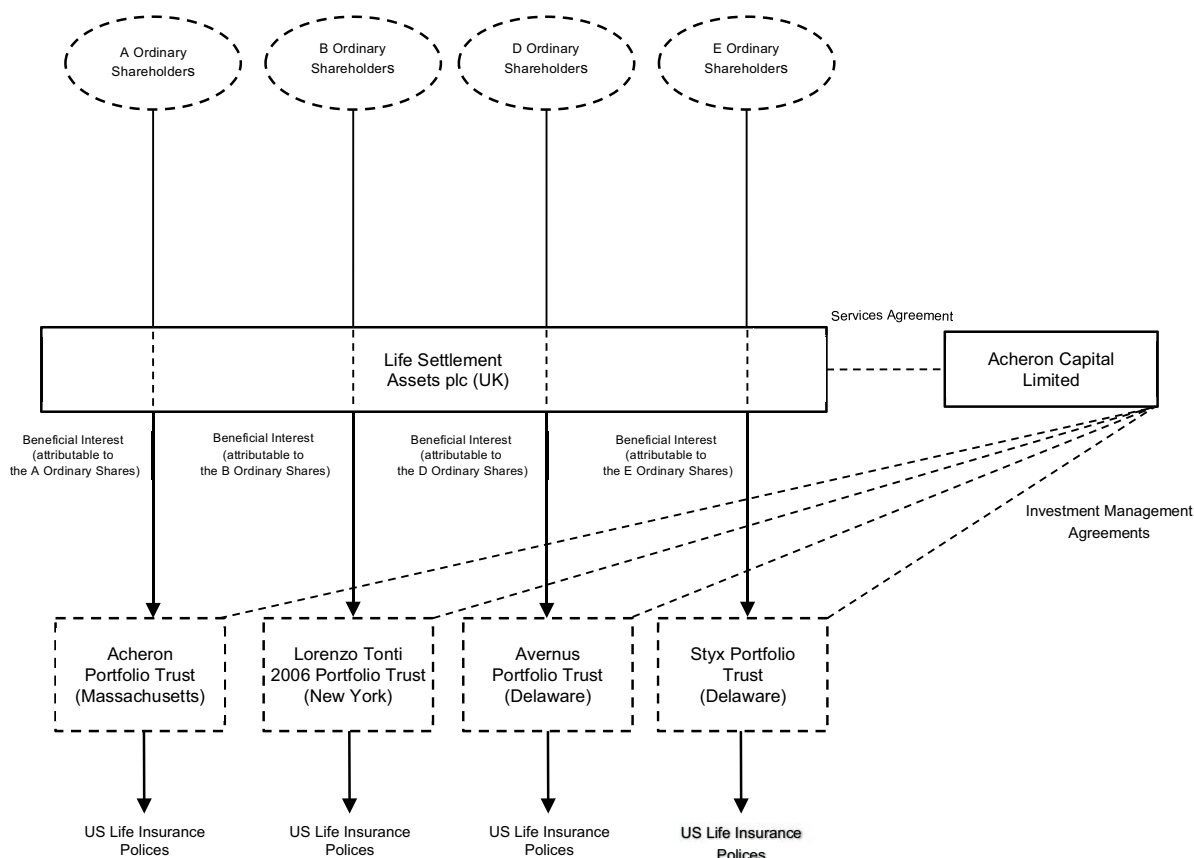 A Ordinary
Shareholders
B Ordinary
Shareholders
D Ordinary
Shareholders
E Ordinary
Shareholders
Services Agreement
Life Settlement
Assets plc (UK)
Acheron Capital
Limited
Beneficial Interest
(attributable to
the A Ordinary Shares)
Beneficial Interest
(attributable to
the B Ordinary Shares)
Beneficial Interest
(attributable to
the D Ordinary Shares)
Beneficial Interest
(attributable to
the E Ordinary Shares)
Investment Management
Agreements
Acheron
Portfolio Trust
(Massachusetts)
Lorenzo Tonti
2006 Portfolio Trust
(New York)
Avernus
Portfolio Trust
(Delaware)
Styx Portfolio
Trust
(Delaware)
US Life Insurance
Polices
US Life Insurance
Polices
US Life Insurance
Polices
US Life Insurance
Polices